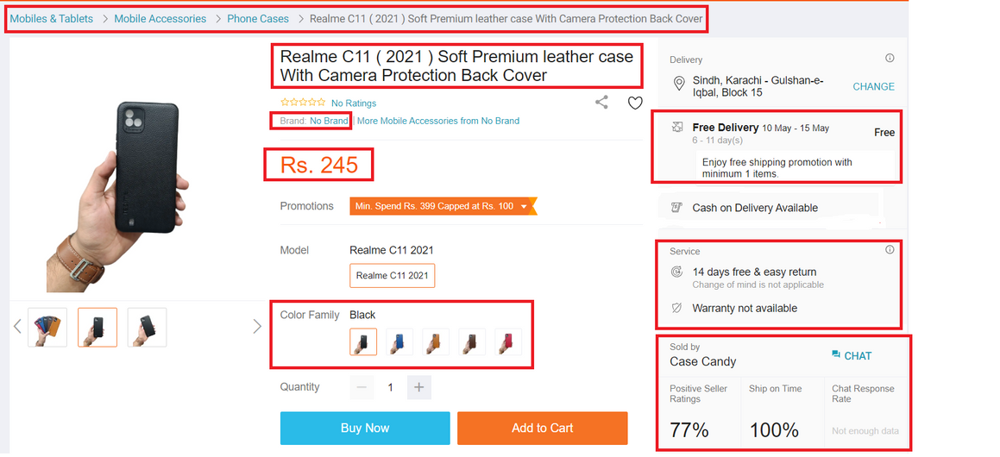 Mobiles & Tablets > Mobile Accessories > Phone Cases > Realme C11 ( 2021 ) Soft Premium leather case With Camera Protection Back Cover
Realme C11 ( 2021 ) Soft Premium leather case
With Camera Protection Back Cover
No Ratings
Brand: No Brand | More Mobile Accessories from No Brand
Rs. 245
Promotions
Min. Spend Rs. 399 Capped at Rs. 100
Model
Realme C11 2021
Realme C11 2021
Color Family
Black
Quantity
1
Buy Now
Add to Cart
Delivery
Sindh, Karachi - Gulshan-e-
Iqbal, Block 15
CHANGE
Free Delivery 10 May - 15 May
Free
6 - 11 day(s)
Enjoy free shipping promotion with
minimum 1 items.
Cash on Delivery Available
Service
14 days free & easy return
Change of mind is not applicable
Warranty not available
Sold by
Case Candy
CHAT
Positive Seller
Ratings
77%
Ship on Time
100%
Chat Response
Rate
Not enough data